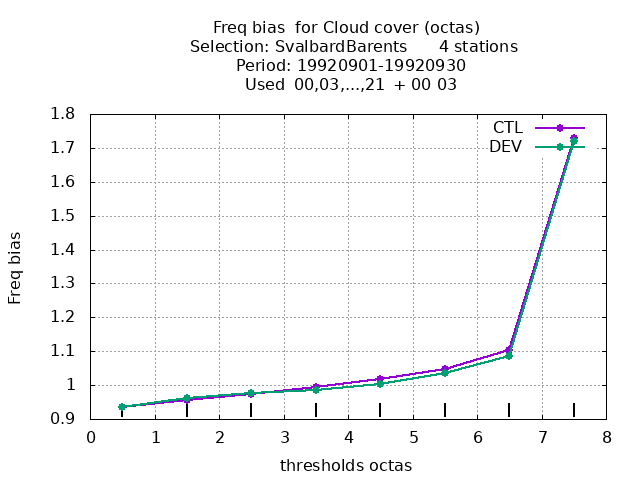 Freq bias  for Cloud cover (octas)
Selection: SvalbardBarents      4 stations
Period: 19920901-19920930
Used  00,03,...,21  + 00 03
CTL
DEV
1.8
1.7
1.6
1.5
1.4
1.3
1.2
1.1
1
0.9
Freq bias
0 1 2 3 4 5 6 7 8
thresholds octas